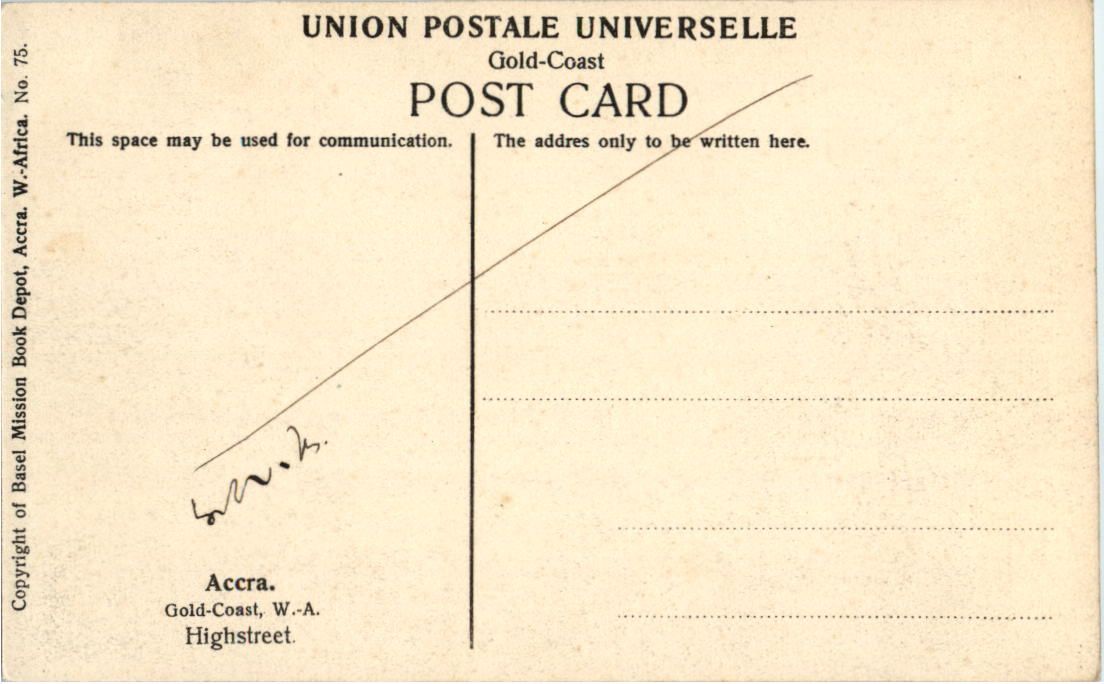 UNION POSTALE UNIVERSELLE
Gold-Coast
POST CARD
This space may be used for communication.
The addres only to be written here.
Accra.
Gold-Coast, W.-A.
Highstreet.
Copyright of Basel Mission Book Depot, Accra. W.-Africa. No. 75.